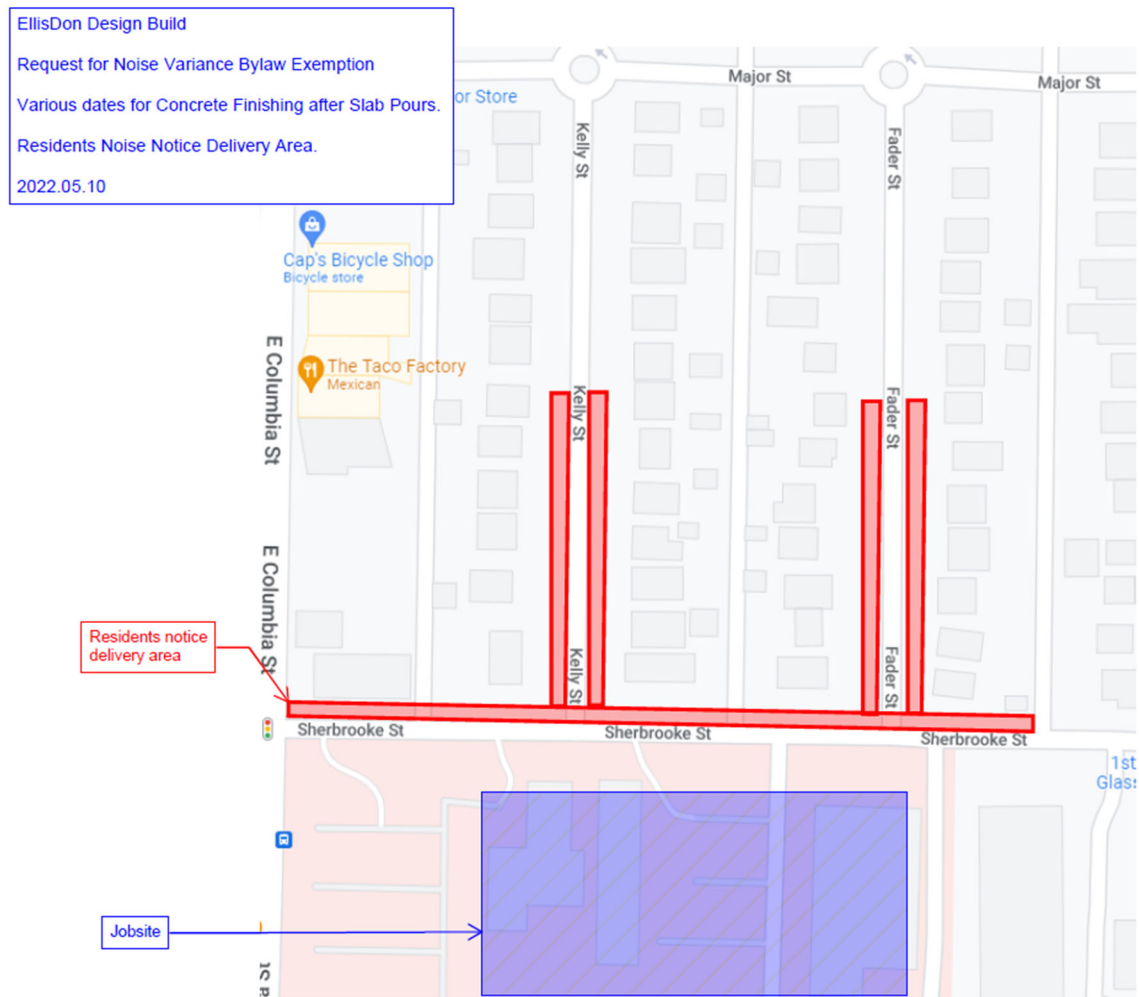 EllisDon Design Build
Request for Noise Variance Bylaw Exemption
Various dates for Concrete Finishing after Slab Pours.
Residents Noise Notice Delivery Area.
2022.05.10
or Store
Major St
Major St
Kelly St
Fader St
Cap's Bicycle Shop
Bicycle store
The Taco Factory
Mexican
E Columbia St
Kelly St
Fader St
E Columbia St
Residents notice
delivery area
Kelly St
Fader St
Sherbrooke St
Sherbrooke St
Sherbrooke St
1st
Glass
Jobsite